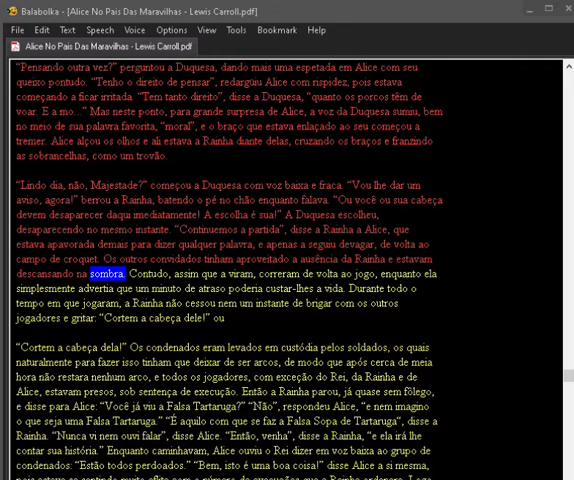 Balabolka - [Alice No Pais Das Maravilhas - Lewis Carroll.pdf]
File Edit Text Speech Voice Options View Tools Bookmark Help
Alice No Pais Das Maravilhas - Lewis Carroll.pdf
“Pensando outra vez?” perguntou a Duquesa, dando mais uma espetada em Alice com seu
queixo pontudo. “Tenho o direito de pensar”, redarguiu Alice com rispidez, pois estava
começando a ficar irritada. “Tem tanto direito”, disse a Duquesa, “quanto os porcos têm de
voar. E a mo...” Mas neste ponto, para grande surpresa de Alice, a voz da Duquesa sumiu, bem
no meio de sua palavra favorita, “moral”, e o braço que estava enlaçado ao seu começou a
tremer. Alice alçou os olhos e ali estava a Rainha diante delas, cruzando os braços e franzindo
as sobrancelhas, como um trovão.
“Lindo dia, não, Majestade?” começou a Duquesa com voz baixa e fraca. “Vou lhe dar um
aviso, agora!” berrou a Rainha, batendo o pé no chão enquanto falava. “Ou você ou sua cabeça
devem desaparecer daqui imediatamente! A escolha é sua!” A Duquesa escolheu,
desaparecendo no mesmo instante. “Continuemos a partida”, disse a Rainha a Alice, que
estava apavorada demais para dizer qualquer palavra, e apenas a seguiu devagar, de volta ao
campo de croquet. Os outros convidados tinham aproveitado a ausência da Rainha e estavam
descansando na sombra. Contudo, assim que a viram, correram de volta ao jogo, enquanto ela
simplesmente advertia que um minuto de atraso poderia custar-lhes a vida. Durante todo o
tempo em que jogaram, a Rainha não cessou nem um instante de brigar com os outros
jogadores e gritar: “Cortem a cabeça dele!” ou
“Cortem a cabeça dela!” Os condenados eram levados em custódia pelos soldados, os quais
naturalmente para fazer isso tinham que deixar de ser arcos, de modo que após cerca de meia
hora não restara nenhum arco, e todos os jogadores, com exceção do Rei, da Rainha e de
Alice, estavam presos, sob sentença de execução. Então a Rainha parou, já quase sem fôlego,
e disse para Alice: “Você já viu a Falsa Tartaruga?” “Não”, respondeu Alice, “e nem imagino
o que seja uma Falsa Tartaruga.” “É aquilo com que se faz a Falsa Sopa de Tartaruga“, disse a
Rainha. “Nunca vi nem ouvi falar”, disse Alice. “Então, venha”, disse a Rainha, “e ela irá lhe
contar sua história.” Enquanto caminhavam, Alice ouviu o Rei dizer em voz baixa ao grupo de
condenados: “Estão todos perdoados.” “Bem, isto é uma boa coisa!” disse Alice a si mesma,